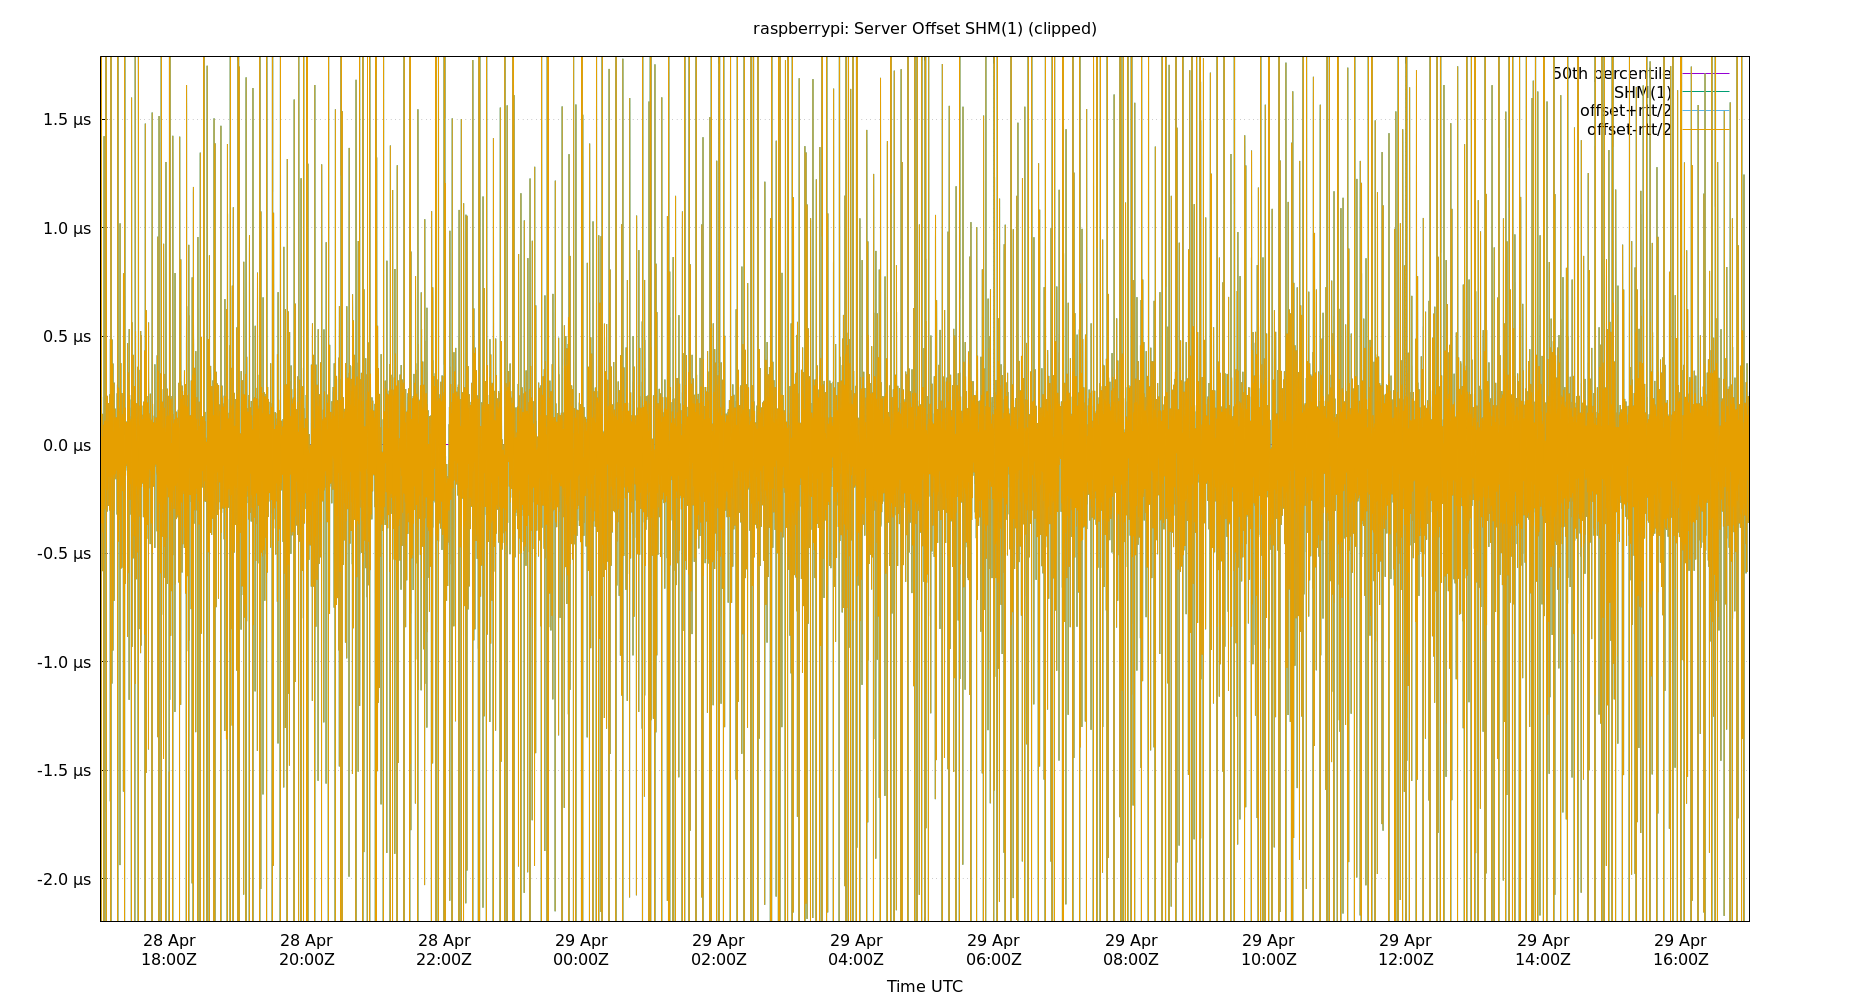 raspberrypi: Server Offset SHM(1) (clipped)
50th percentile
SHM(1)
offset+rtt/2
offset-rtt/2
1.5 µs
1.0 µs
0.5 µs
0.0 µs
-0.5 µs
-1.0 µs
-1.5 µs
-2.0 µs
28 Apr 28 Apr 28 Apr 29 Apr 29 Apr 29 Apr 29 Apr 29 Apr 29 Apr 29 Apr 29 Apr 29 Apr
18:00Z 20:00Z 22:00Z 00:00Z 02:00Z 04:00Z 06:00Z 08:00Z 10:00Z 12:00Z 14:00Z 16:00Z
Time UTC